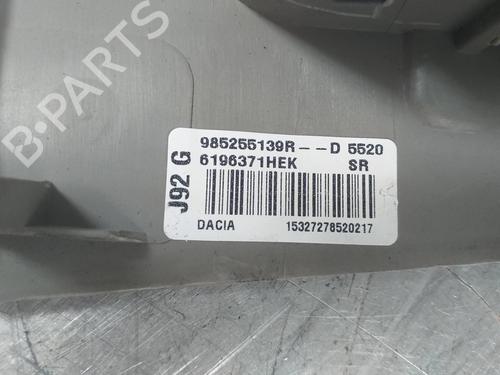 985255139R--D 5520
6196371HEK SR
J92 G
DACIA 15327278520217
B-PARTS